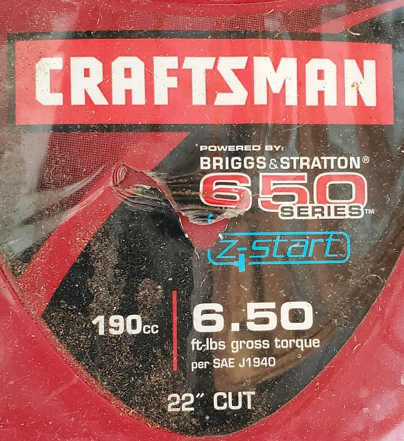 CRAFTSMAN
POWERED BY:
BRIGGS&STRATTON®
650
SERIES™
Z-start
190cc
6.50
ft-lbs gross torque
per SAE J1940
22" CUT